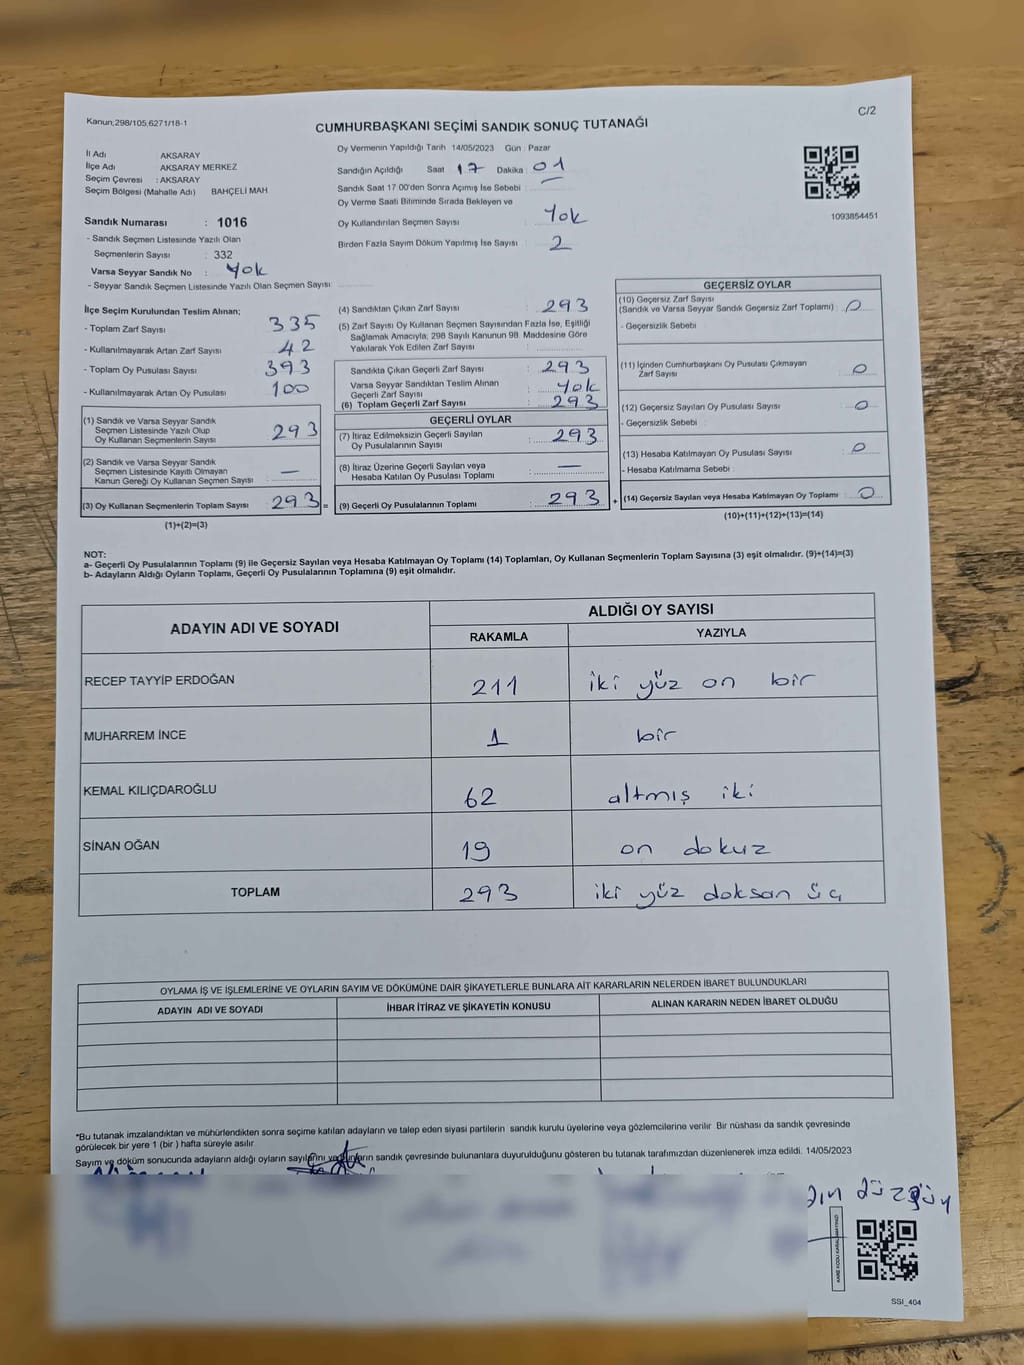 Kanun;298/105,6271/18-1
C/2
CUMHURBAŞKANI SEÇİMİ SANDIK SONUÇ TUTANAĞI
İl Adı : AKSARAY
İlçe Adı : AKSARAY MERKEZ
Seçim Çevresi : AKSARAY
Seçim Bölgesi (Mahalle Adı) BAHÇELİ MAH
Sandık Numarası : 1016
- Sandık Seçmen Listesinde Yazılı Olan
Seçmenlerin Sayısı : 332
Varsa Seyyar Sandık No : Yok
- Seyyar Sandık Seçmen Listesinde Yazılı Olan Seçmen Sayısı:
Oy Vermenin Yapıldığı Tarih 14/05/2023 Gün : Pazar
Sandığın Açıldığı Saat 17 Dakika : 01
Sandık Saat 17.00'den Sonra Açımış İse Sebebi :
Oy Verme Saati Bitiminde Sırada Bekleyen ve
Oy Kullandırılan Seçmen Sayısı : Yok
Birden Fazla Sayım Döküm Yapılmış İse Sayısı : 2
1093854451
İlçe Seçim Kurulundan Teslim Alınan;
- Toplam Zarf Sayısı : 335
- Kullanılmayarak Artan Zarf Sayısı : 42
- Toplam Oy Pusulası Sayısı : 393
- Kullanılmayarak Artan Oy Pusulası : 100
(1) Sandık ve Varsa Seyyar Sandık
Seçmen Listesinde Yazılı Olup
Oy Kullanan Seçmenlerin Sayısı : 293
(2) Sandık ve Varsa Seyyar Sandık
Seçmen Listesinde Kayıtlı Olmayan
Kanun Gereği Oy Kullanan Seçmen Sayısı : —
(3) Oy Kullanan Seçmenlerin Toplam Sayısı : 293 =
(1)+(2)=(3)
(4) Sandıktan Çıkan Zarf Sayısı : 293
(5) Zarf Sayısı Oy Kullanan Seçmen Sayısından Fazla İse, Eşitliği
Sağlamak Amacıyla, 298 Sayılı Kanunun 98. Maddesine Göre
Yakılarak Yok Edilen Zarf Sayısı :
Sandıkta Çıkan Geçerli Zarf Sayısı : 293
Varsa Seyyar Sandıktan Teslim Alınan
Geçerli Zarf Sayısı : Yok
(6) Toplam Geçerli Zarf Sayısı : 293
GEÇERLİ OYLAR
(7) İtiraz Edilmeksizin Geçerli Sayılan
Oy Pusulalarının Sayısı : 293
(8) İtiraz Üzerine Geçerli Sayılan veya
Hesaba Katılan Oy Pusulası Toplamı : —
(9) Geçerli Oy Pusulalarının Toplamı : 293 +
GEÇERSİZ OYLAR
(10) Geçersiz Zarf Sayısı
(Sandık ve Varsa Seyyar Sandık Geçersiz Zarf Toplamı) : 0
- Geçersizlik Sebebi :
(11) İçinden Cumhurbaşkanı Oy Pusulası Çıkmayan
Zarf Sayısı : 0
(12) Geçersiz Sayılan Oy Pusulası Sayısı : 0
- Geçersizlik Sebebi :
(13) Hesaba Katılmayan Oy Pusulası Sayısı : 0
- Hesaba Katılmama Sebebi :
(14) Geçersiz Sayılan veya Hesaba Katılmayan Oy Toplamı : 0
(10)+(11)+(12)+(13)=(14)
NOT:
a- Geçerli Oy Pusulalarının Toplamı (9) ile Geçersiz Sayılan veya Hesaba Katılmayan Oy Toplamı (14) Toplamları, Oy Kullanan Seçmenlerin Toplam Sayısına (3) eşit olmalıdır. (9)+(14)=(3)
b- Adayların Aldığı Oyların Toplamı, Geçerli Oy Pusulalarının Toplamına (9) eşit olmalıdır.
ADAYIN ADI VE SOYADI ALDIĞI OY SAYISI
RAKAMLA YAZIYLA
RECEP TAYYİP ERDOĞAN 211 iki yüz on bir
MUHARREM İNCE 1 bir
KEMAL KILIÇDAROĞLU 62 altmış iki
SİNAN OĞAN 19 on dokuz
TOPLAM 293 iki yüz doksan üç
OYLAMA İŞ VE İŞLEMLERİNE VE OYLARIN SAYIM VE DÖKÜMÜNE DAİR ŞİKAYETLERLE BUNLARA AİT KARARLARIN NELERDEN İBARET BULUNDUKLARI
ADAYIN ADI VE SOYADI İHBAR İTİRAZ VE ŞİKAYETİN KONUSU ALINAN KARARIN NEDEN İBARET OLDUĞU
*Bu tutanak imzalandıktan ve mühürlendikten sonra seçime katılan adayların ve talep eden siyasi partilerin sandık kurulu üyelerine veya gözlemcilerine verilir. Bir nüshası da sandık çevresinde
görülecek bir yere 1 (bir ) hafta süreyle asılır.
Sayım ve döküm sonucunda adayların aldığı oyların sayılarını ve sandık çevresinde bulunanlara duyurulduğunu gösteren bu tutanak tarafımızdan düzenlenerek imza edildi. 14/05/2023
SSI_404